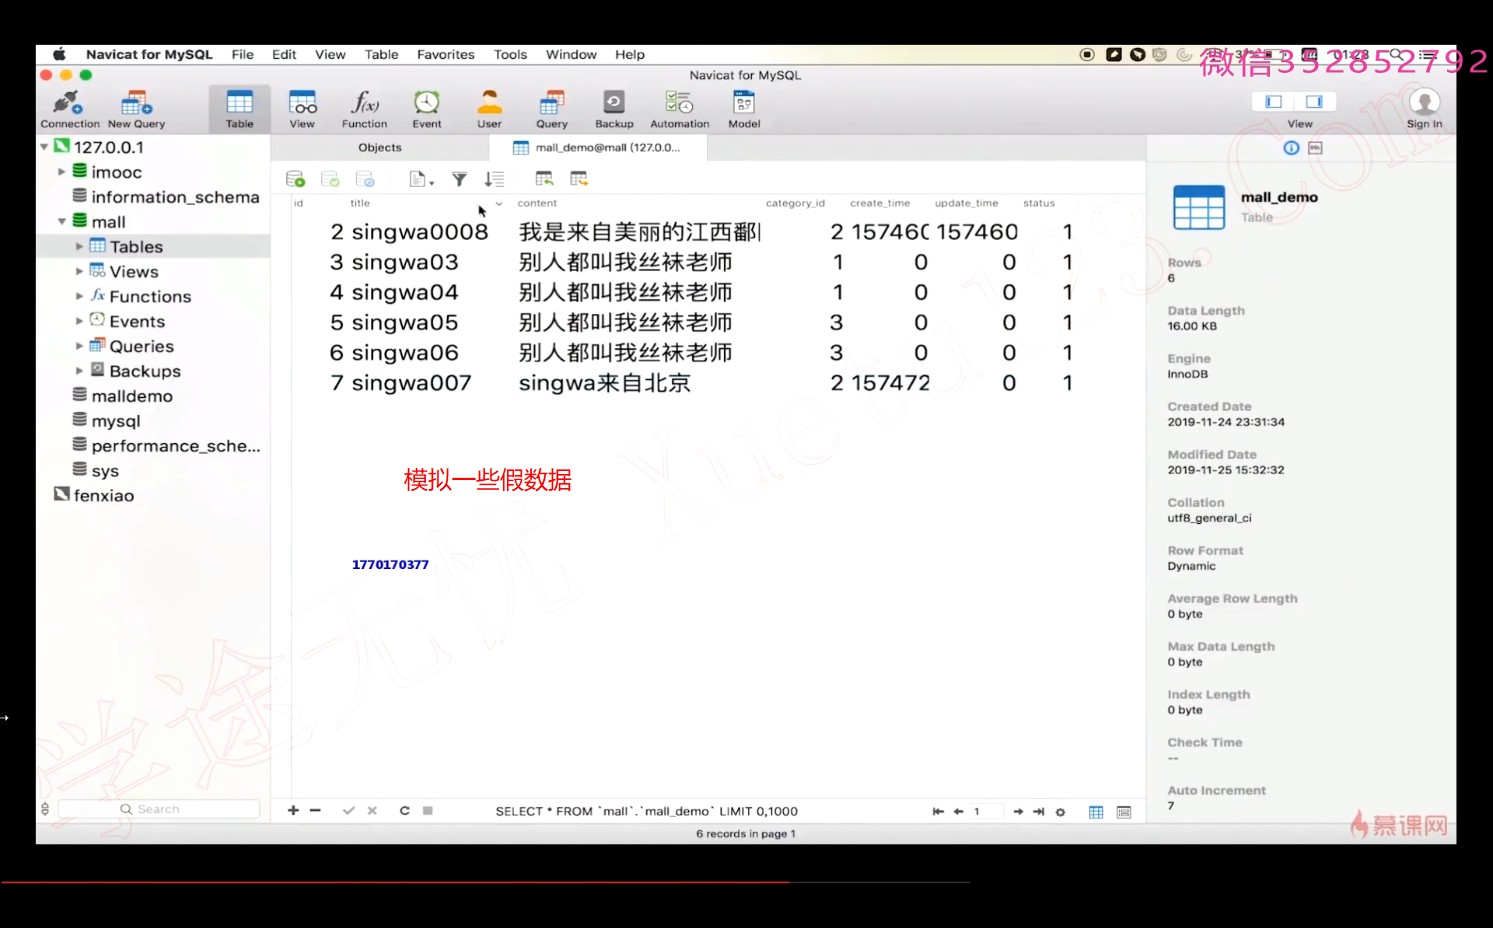 Navicat for MySQL File Edit View Table Favorites Tools Window Help
微信352852792
Navicat for MySQL
Connection New Query Table View Function Event User Query Backup Automation Model View Sign In
127.0.0.1
imooc
information_schema
mall
Tables
Views
Functions
Events
Queries
Backups
malldemo
mysql
performance_sche...
sys
fenxiao
Search
Objects mall_demo@mall (127.0.0...
id title content category_id create_time update_time status
2 singwa0008 我是来自美丽的江西鄱 2 157460 157460 1
3 singwa03 别人都叫我丝袜老师 1 0 0 1
4 singwa04 别人都叫我丝袜老师 1 0 0 1
5 singwa05 别人都叫我丝袜老师 3 0 0 1
6 singwa06 别人都叫我丝袜老师 3 0 0 1
7 singwa007 singwa来自北京 2 157472 0 1
模拟一些假数据
1770170377
学途无忧 Xuetu123.Com
SELECT * FROM `mall`.`mall_demo` LIMIT 0,1000
1
6 records in page 1
mall_demo
Table
Rows
6
Data Length
16.00 KB
Engine
InnoDB
Created Date
2019-11-24 23:31:34
Modified Date
2019-11-25 15:32:32
Collation
utf8_general_ci
Row Format
Dynamic
Average Row Length
0 byte
Max Data Length
0 byte
Index Length
0 byte
Check Time
--
Auto Increment
7
慕课网